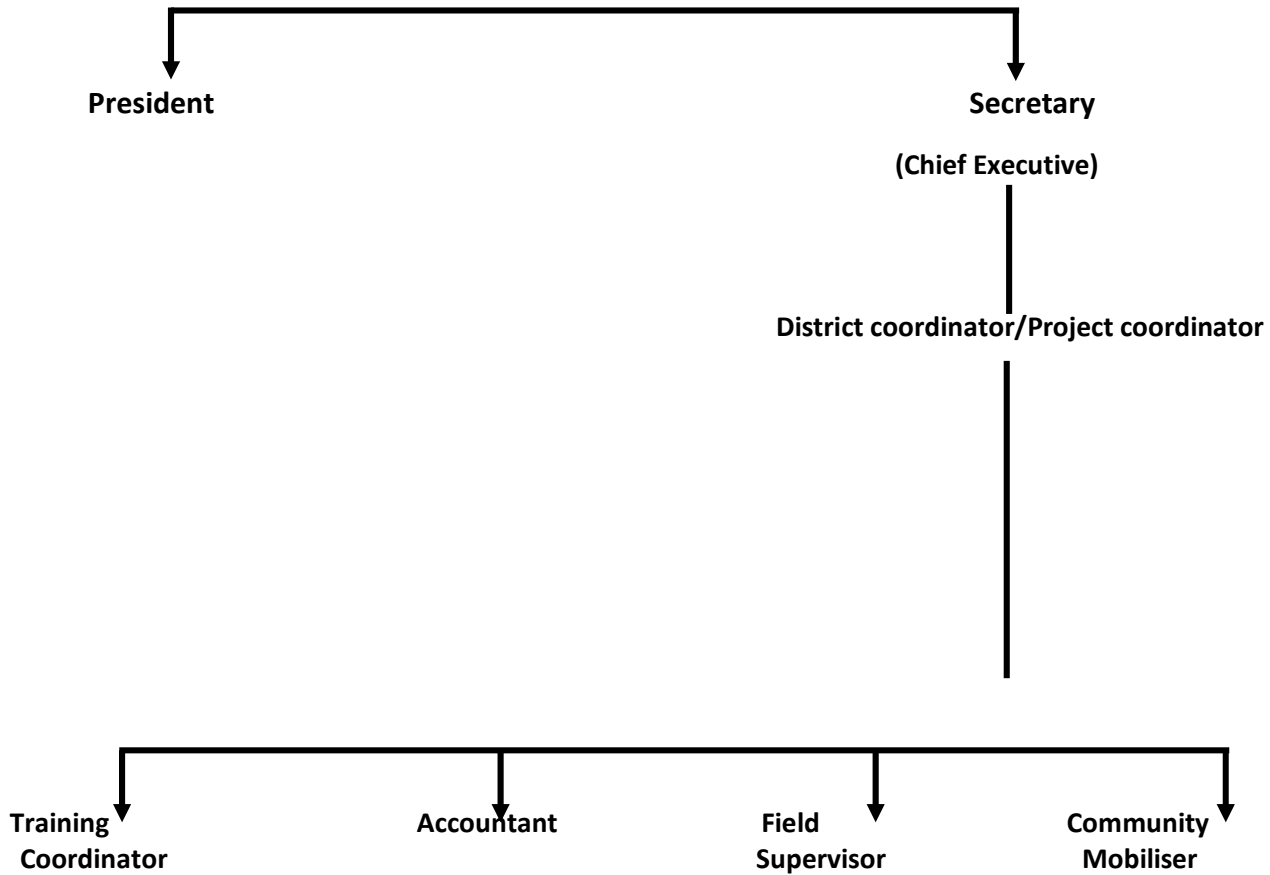 President
Secretary
(Chief Executive)
District coordinator/Project coordinator
Training
Coordinator
Accountant
Field
Supervisor
Community
Mobiliser